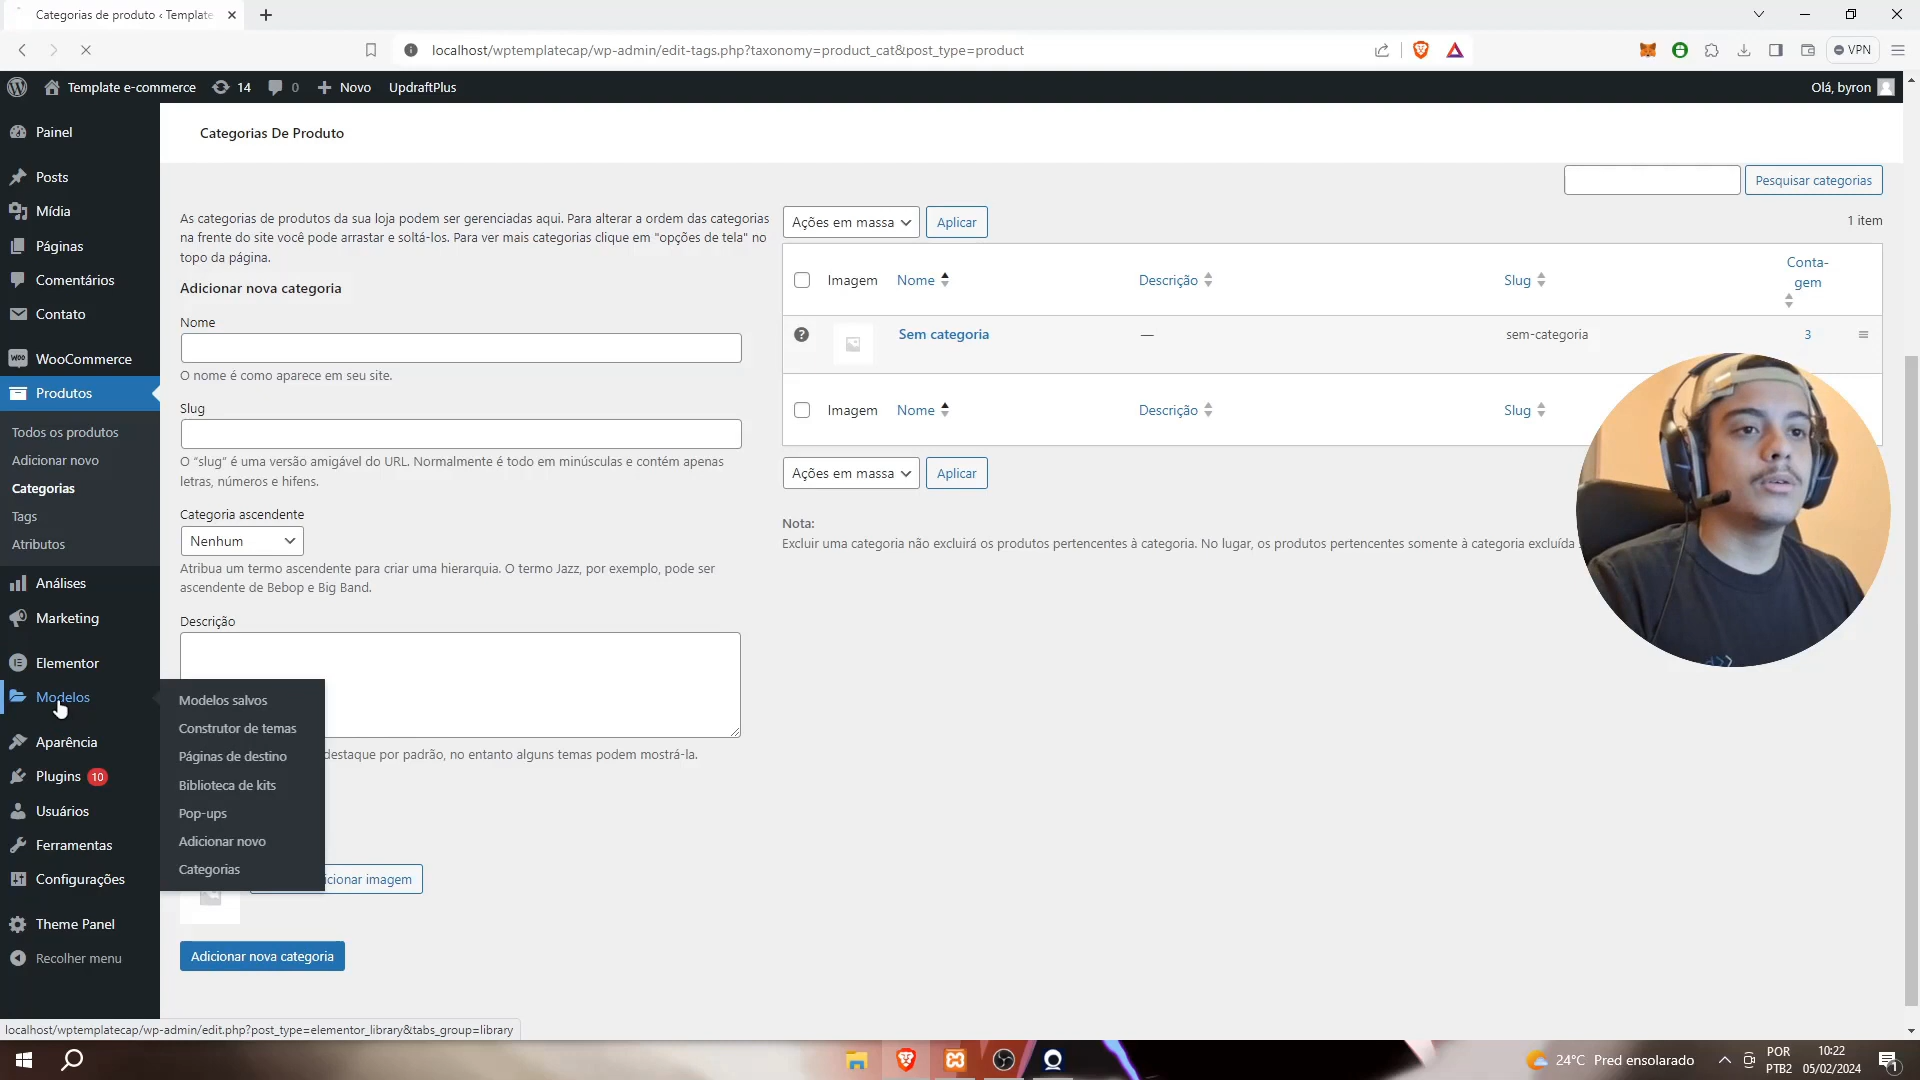 Categorias de produto ‹ Template
localhost/wptemplatecap/wp-admin/edit-tags.php?taxonomy=product_cat&post_type=product
VPN
Template e-commerce
14
0
Novo
UpdraftPlus
Olá, byron
Painel
Posts
Mídia
Páginas
Comentários
Contato
WooCommerce
Produtos
Todos os produtos
Adicionar novo
Categorias
Tags
Atributos
Análises
Marketing
Elementor
Modelos
Aparência
Plugins 10
Usuários
Ferramentas
Configurações
Theme Panel
Recolher menu
Modelos salvos
Construtor de temas
Páginas de destino
Biblioteca de kits
Pop-ups
Adicionar novo
Categorias
Categorias De Produto
Pesquisar categorias
As categorias de produtos da sua loja podem ser gerenciadas aqui. Para alterar a ordem das categorias
na frente do site você pode arrastar e soltá-los. Para ver mais categorias clique em "opções de tela" no
topo da página.
Adicionar nova categoria
Nome
O nome é como aparece em seu site.
Slug
O “slug” é uma versão amigável do URL. Normalmente é todo em minúsculas e contém apenas
letras, números e hifens.
Categoria ascendente
Nenhum
Atribua um termo ascendente para criar uma hierarquia. O termo Jazz, por exemplo, pode ser
ascendente de Bebop e Big Band.
Descrição
destaque por padrão, no entanto alguns temas podem mostrá-la.
icionar imagem
Adicionar nova categoria
Ações em massa
Aplicar
1 item
Imagem
Nome
Descrição
Slug
Conta-
gem
Sem categoria
—
sem-categoria
3
Imagem
Nome
Descrição
Slug
Ações em massa
Aplicar
Nota:
Excluir uma categoria não excluirá os produtos pertencentes à categoria. No lugar, os produtos pertencentes somente à categoria excluída
localhost/wptemplatecap/wp-admin/edit.php?post_type=elementor_library&tabs_group=library
24°C Pred ensolarado
POR
PTB2
10:22
05/02/2024
1